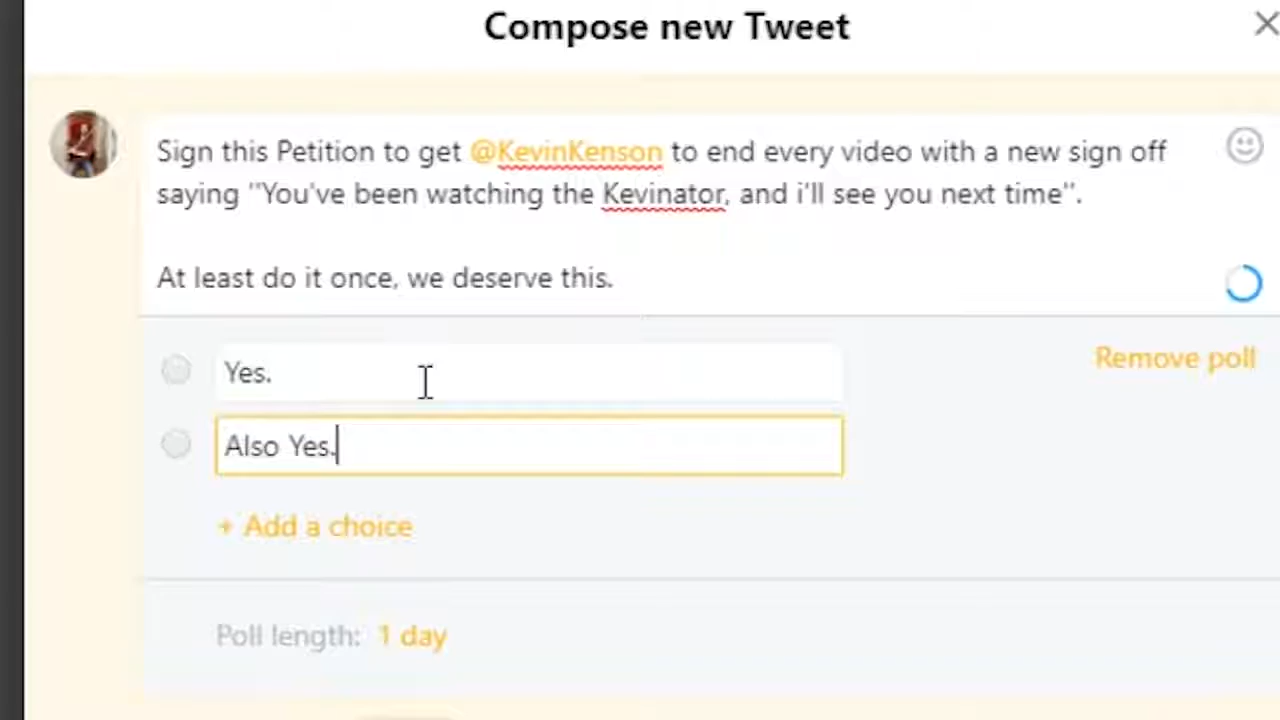 Compose new Tweet
Sign this Petition to get @KevinKenson to end every video with a new sign off
saying "You've been watching the Kevinator, and i'll see you next time".
At least do it once, we deserve this.
Yes.
Remove poll
Also Yes.
+ Add a choice
Poll length: 1 day